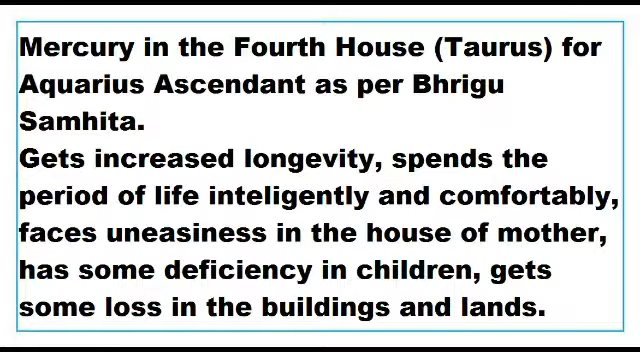 Mercury in the Fourth House (Taurus) for
Aquarius Ascendant as per Bhrigu
Samhita.
Gets increased longevity, spends the
period of life inteligently and comfortably,
faces uneasiness in the house of mother,
has some deficiency in children, gets
some loss in the buildings and lands.